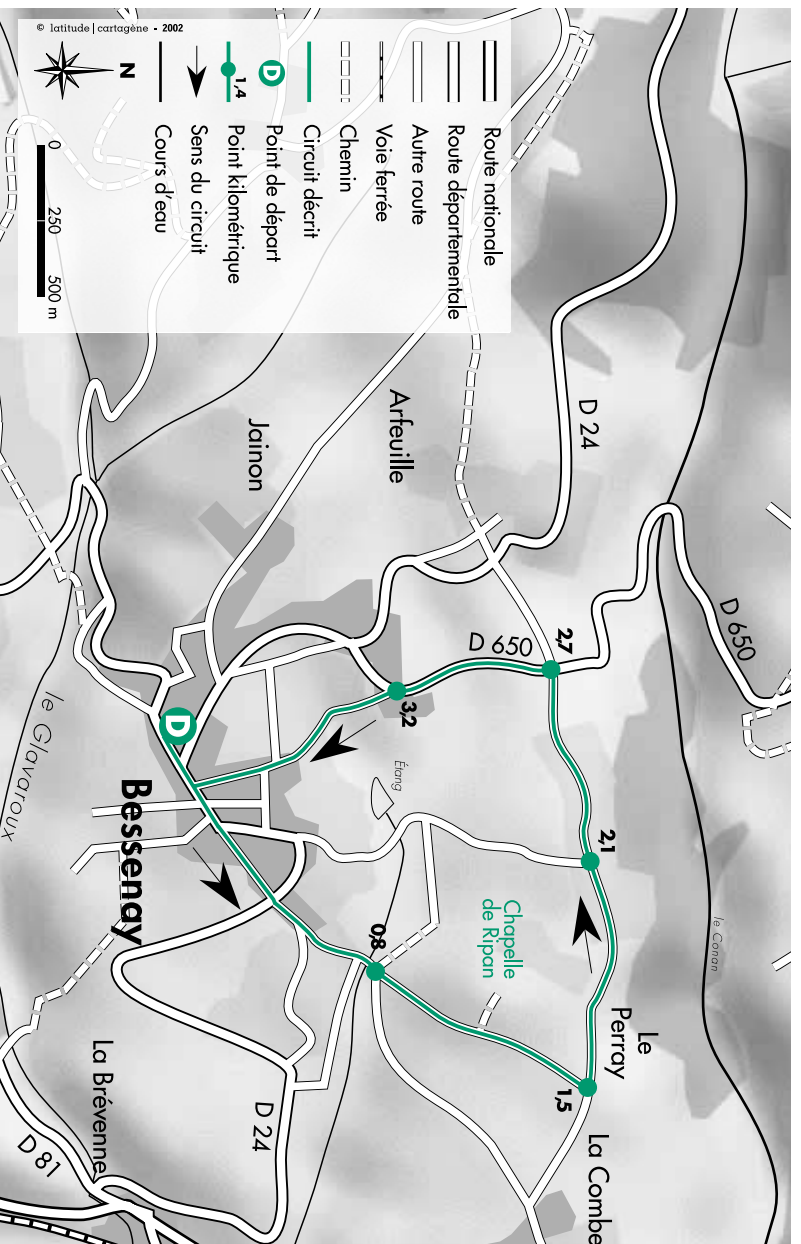 © latitude | cartagène - 2002
N
Route nationale
Route départementale
Autre route
Voie ferrée
Chemin
Circuit décrit
D
Point de départ
1,4
Point kilométrique
Sens du circuit
Cours d'eau
0
250
500 m
D 24
D 650
Arfeuille
Jainon
D 650
2,7
3,2
le Glavaroux
D
Bessenay
Étang
2,1
Chapelle
de Ripan
0,8
le Conan
Le
Perray
1,5
La Combe
La Brévenne
D 24
D 81